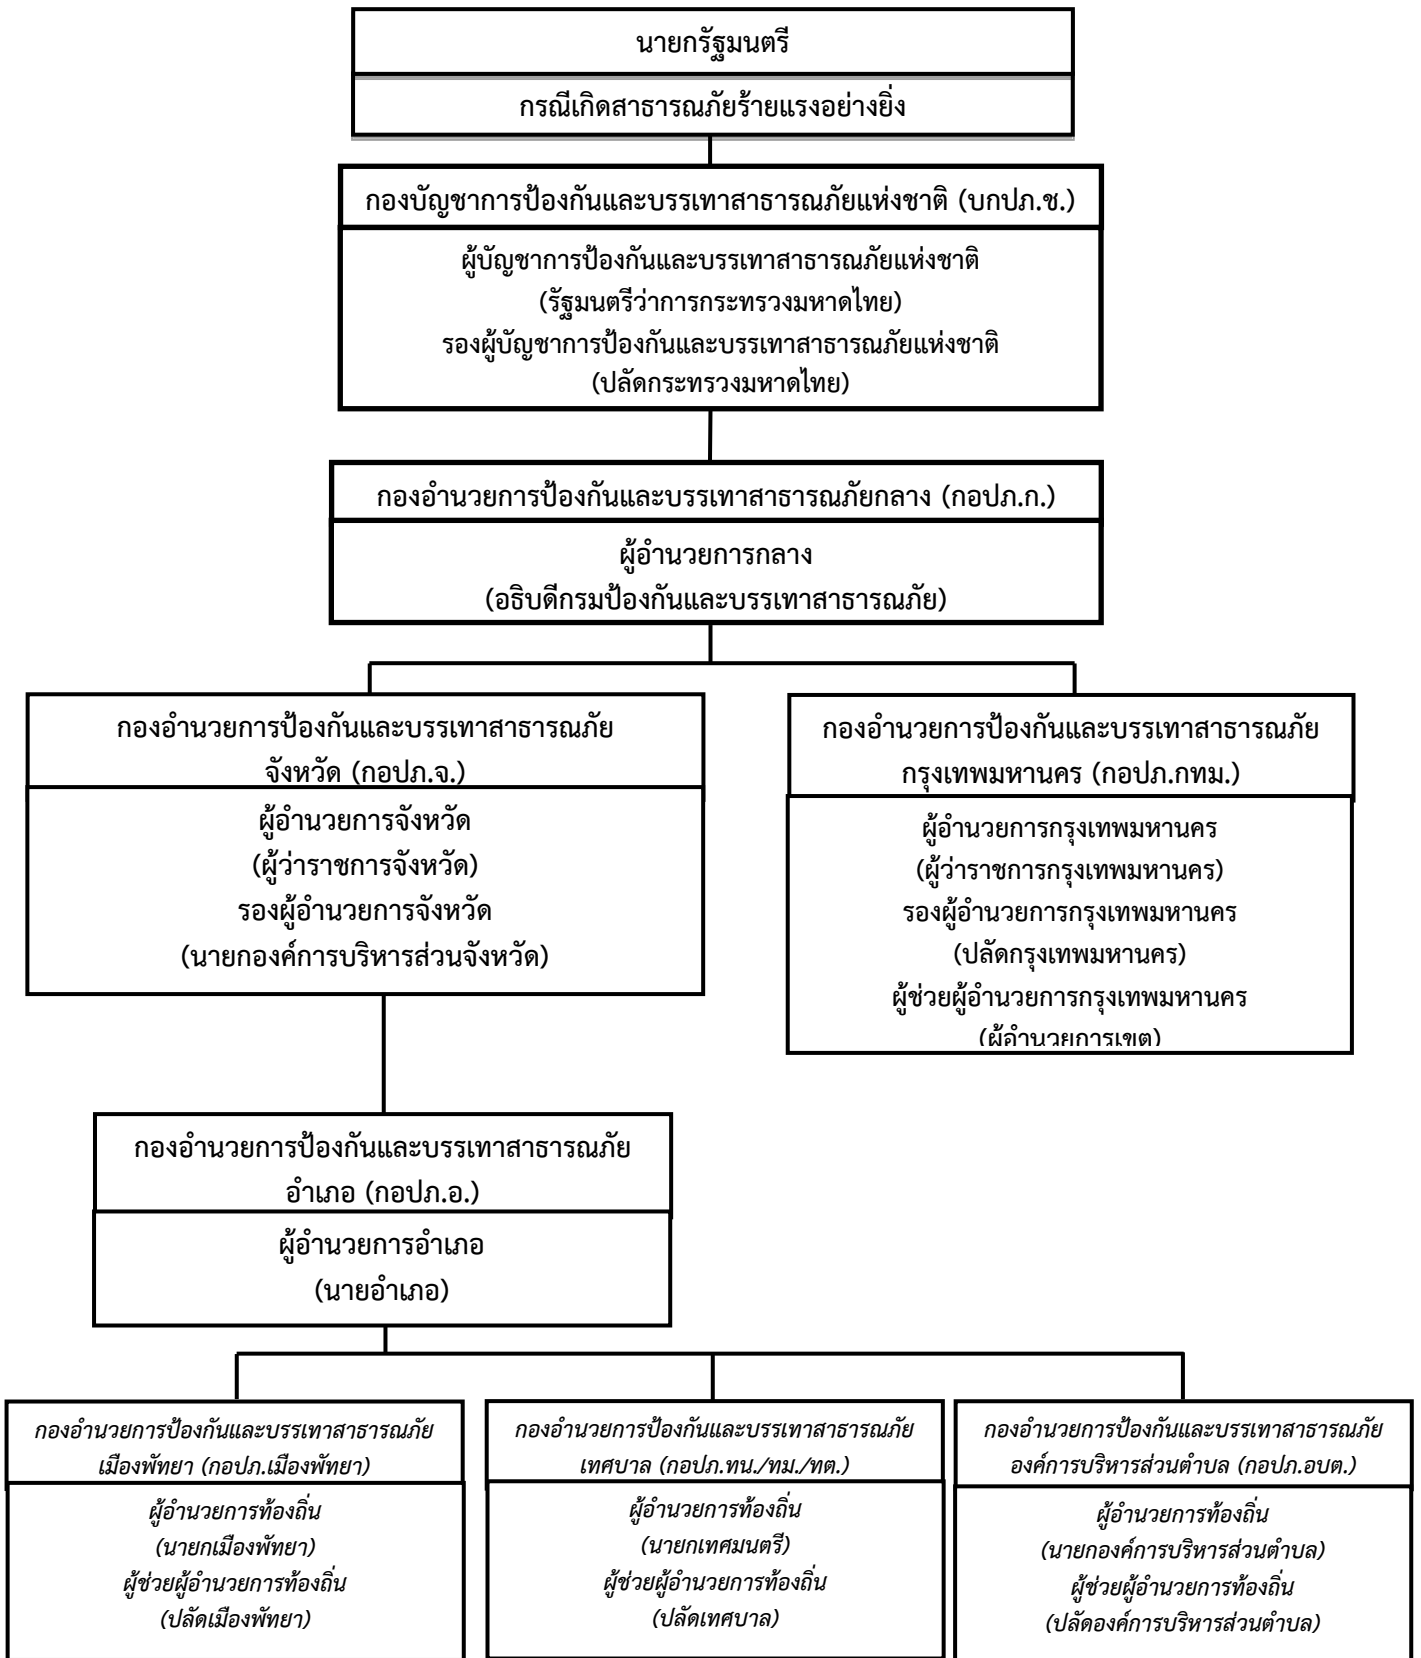 นายกรัฐมนตรี
กรณีเกิดสาธารณภัยร้ายแรงอย่างยิ่ง
กองบัญชาการป้องกันและบรรเทาสาธารณภัยแห่งชาติ (บกปภ.ช.)
ผู้บัญชาการป้องกันและบรรเทาสาธารณภัยแห่งชาติ
(รัฐมนตรีว่าการกระทรวงมหาดไทย)
รองผู้บัญชาการป้องกันและบรรเทาสาธารณภัยแห่งชาติ
(ปลัดกระทรวงมหาดไทย)
กองอำนวยการป้องกันและบรรเทาสาธารณภัยกลาง (กอปภ.ก.)
ผู้อำนวยการกลาง
(อธิบดีกรมป้องกันและบรรเทาสาธารณภัย)
กองอำนวยการป้องกันและบรรเทาสาธารณภัย
จังหวัด (กอปภ.จ.)
ผู้อำนวยการจังหวัด
(ผู้ว่าราชการจังหวัด)
รองผู้อำนวยการจังหวัด
(นายกองค์การบริหารส่วนจังหวัด)
กองอำนวยการป้องกันและบรรเทาสาธารณภัย
กรุงเทพมหานคร (กอปภ.กทม.)
ผู้อำนวยการกรุงเทพมหานคร
(ผู้ว่าราชการกรุงเทพมหานคร)
รองผู้อำนวยการกรุงเทพมหานคร
(ปลัดกรุงเทพมหานคร)
ผู้ช่วยผู้อำนวยการกรุงเทพมหานคร
(ผู้อำนวยการเขต)
กองอำนวยการป้องกันและบรรเทาสาธารณภัย
อำเภอ (กอปภ.อ.)
ผู้อำนวยการอำเภอ
(นายอำเภอ)
กองอำนวยการป้องกันและบรรเทาสาธารณภัย
เมืองพัทยา (กอปภ.เมืองพัทยา)
ผู้อำนวยการท้องถิ่น
(นายกเมืองพัทยา)
ผู้ช่วยผู้อำนวยการท้องถิ่น
(ปลัดเมืองพัทยา)
กองอำนวยการป้องกันและบรรเทาสาธารณภัย
เทศบาล (กอปภ.ทน./ทม./ทต.)
ผู้อำนวยการท้องถิ่น
(นายกเทศมนตรี)
ผู้ช่วยผู้อำนวยการท้องถิ่น
(ปลัดเทศบาล)
กองอำนวยการป้องกันและบรรเทาสาธารณภัย
องค์การบริหารส่วนตำบล (กอปภ.อบต.)
ผู้อำนวยการท้องถิ่น
(นายกองค์การบริหารส่วนตำบล)
ผู้ช่วยผู้อำนวยการท้องถิ่น
(ปลัดองค์การบริหารส่วนตำบล)